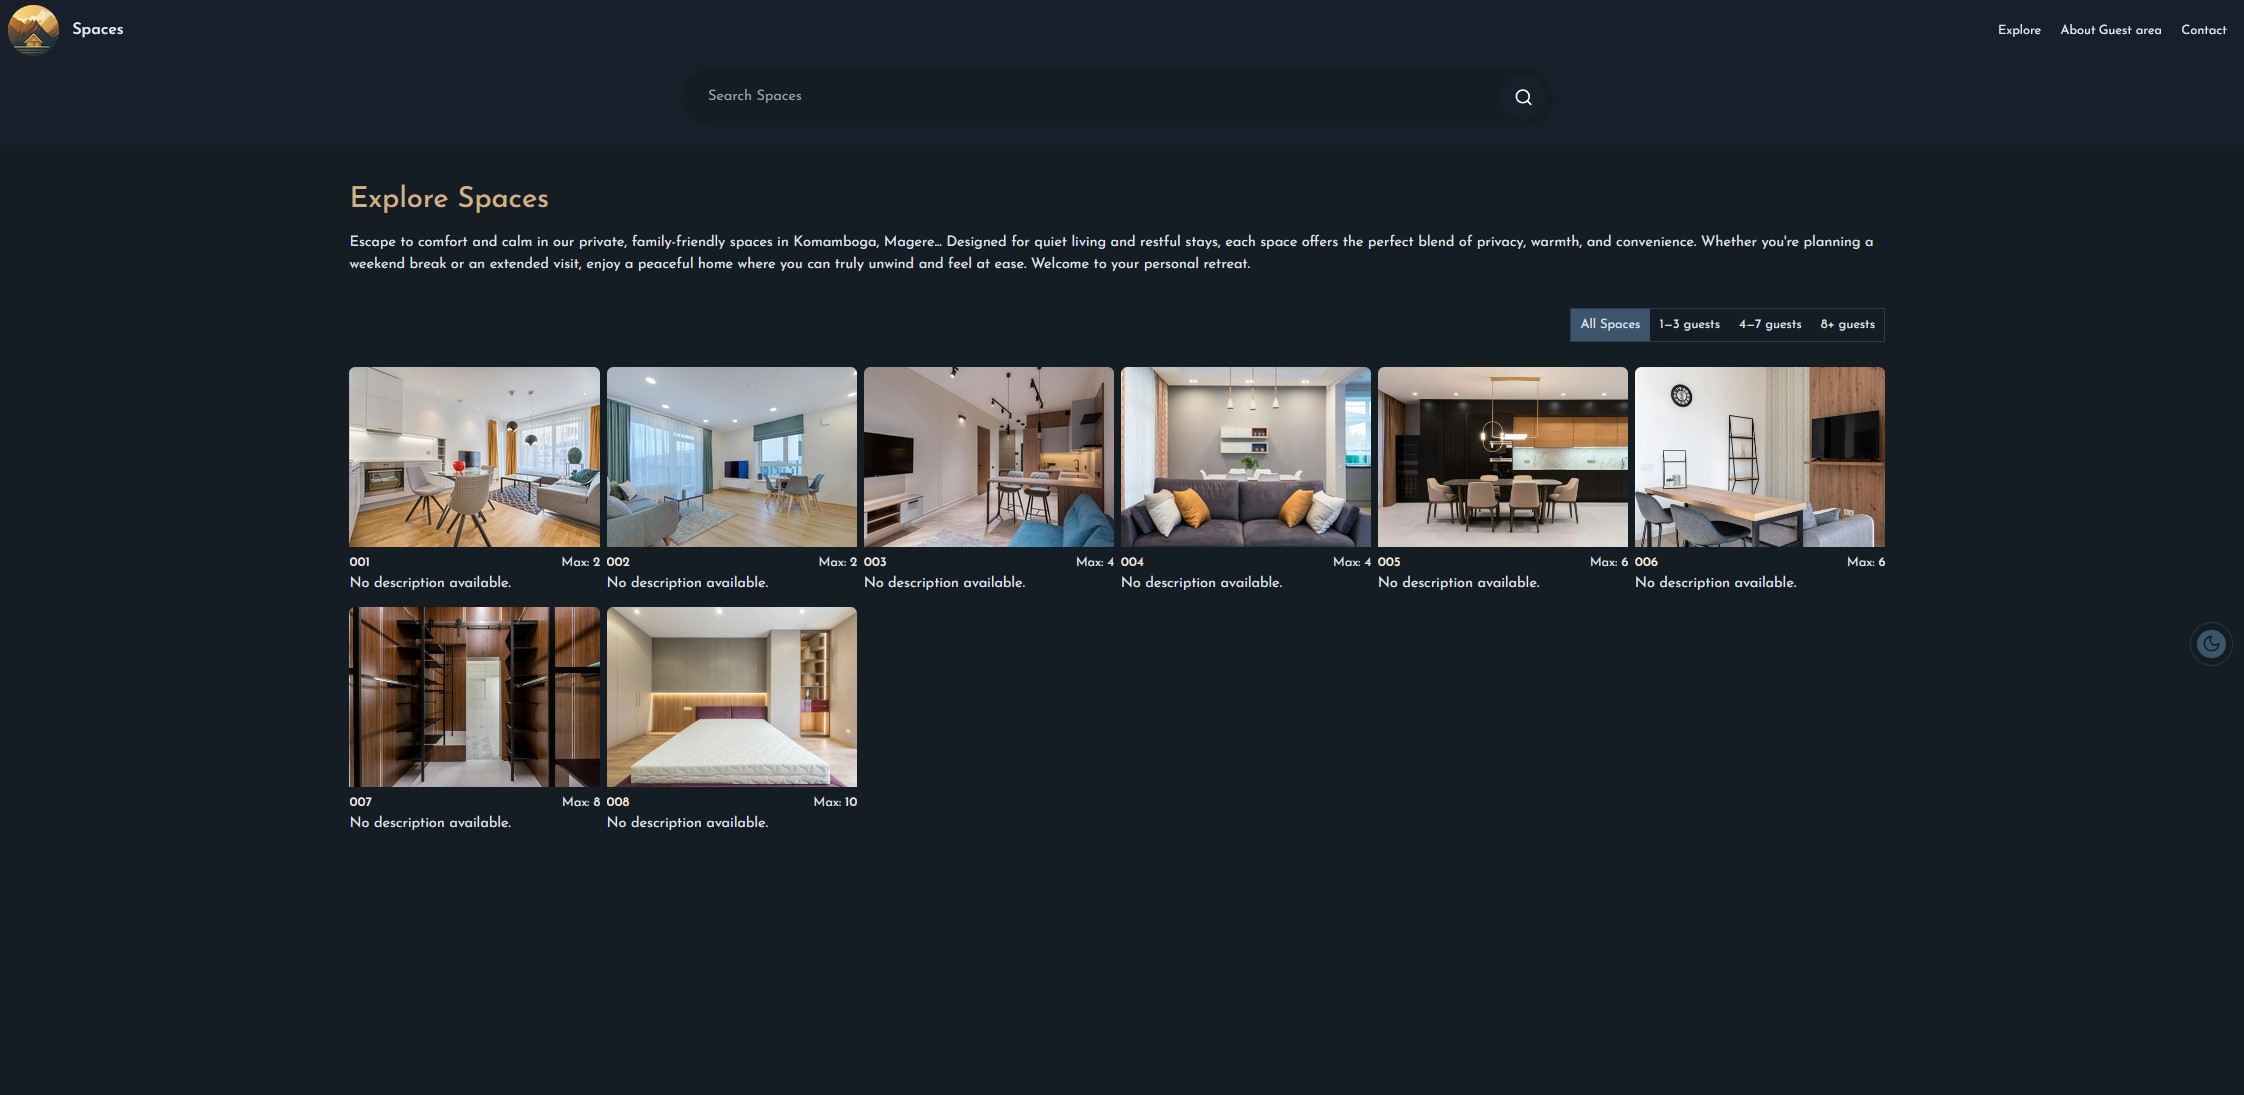 Spaces
Explore
About Guest area
Contact
Search Spaces
Explore Spaces
Escape to comfort and calm in our private, family-friendly spaces in Komamboga, Magere... Designed for quiet living and restful stays, each space offers the perfect blend of privacy, warmth, and convenience. Whether you're planning a
weekend break or an extended visit, enjoy a peaceful home where you can truly unwind and feel at ease. Welcome to your personal retreat.
All Spaces
1–3 guests
4–7 guests
8+ guests
001
Max: 2
No description available.
002
Max: 2
No description available.
003
Max: 4
No description available.
004
Max: 4
No description available.
005
Max: 6
No description available.
006
Max: 6
No description available.
007
Max: 8
No description available.
008
Max: 10
No description available.